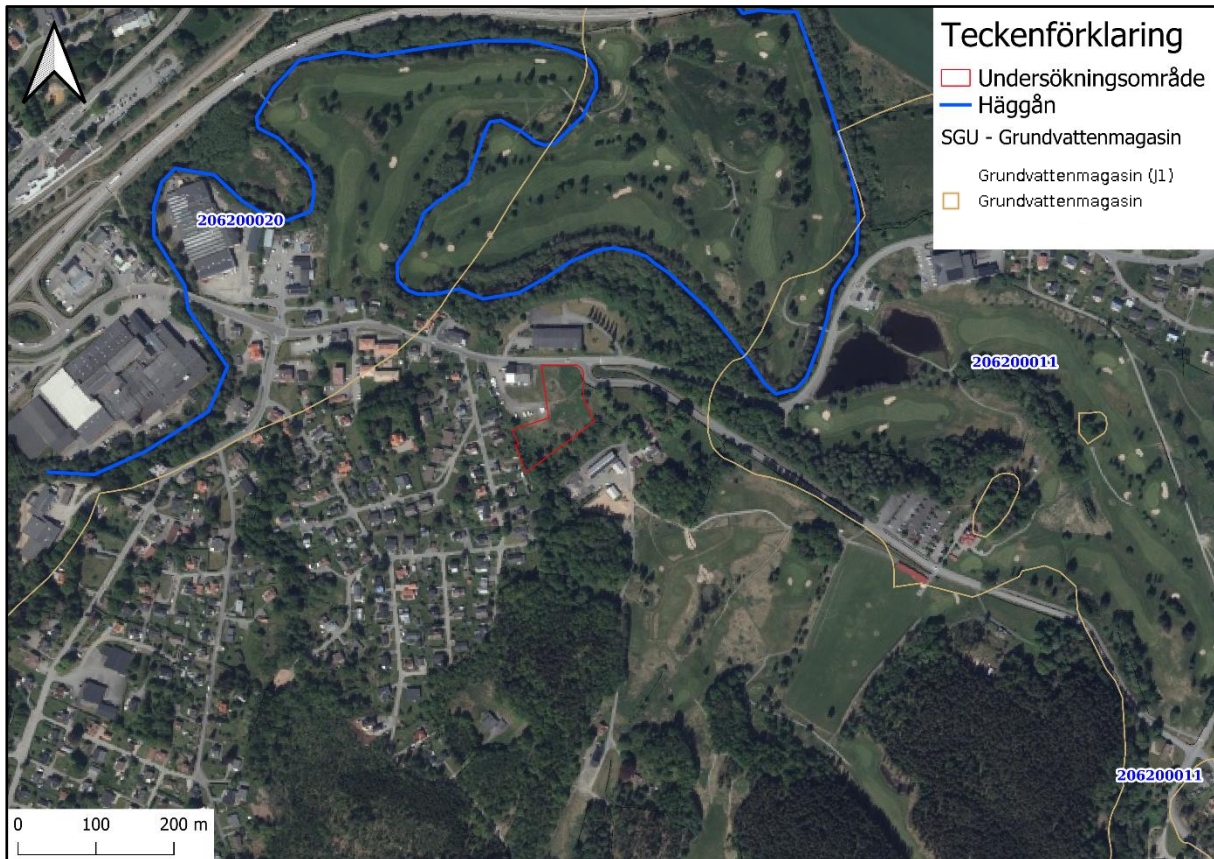 Teckenförklaring
Undersökningsområde
Häggån
SGU - Grundvattenmagasin
Grundvattenmagasin (J1)
Grundvattenmagasin
206200020
206200011
206200011
0 100 200 m